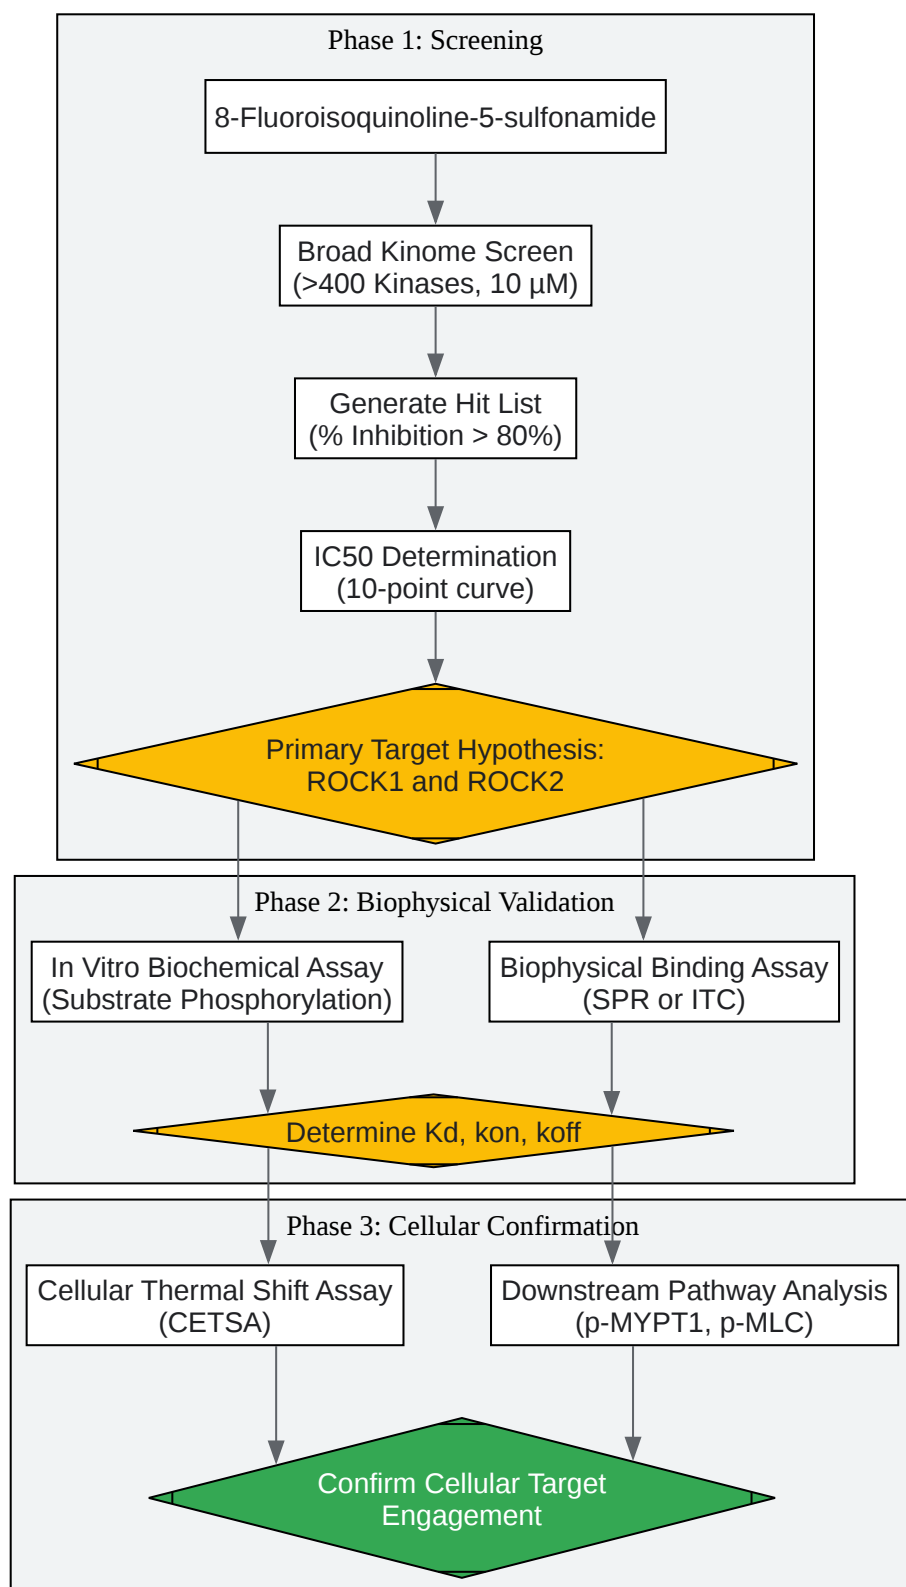 Phase 1: Screening
8-Fluoroisoquinoline-5-sulfonamide
Broad Kinome Screen
(>400 Kinases, 10 µM)
Generate Hit List
(% Inhibition > 80%)
IC50 Determination
(10-point curve)
Primary Target Hypothesis:
ROCK1 and ROCK2
Phase 2: Biophysical Validation
In Vitro Biochemical Assay
(Substrate Phosphorylation)
Biophysical Binding Assay
(SPR or ITC)
Determine Kd, kon, koff
Phase 3: Cellular Confirmation
Cellular Thermal Shift Assay
(CETSA)
Downstream Pathway Analysis
(p-MYPT1, p-MLC)
Confirm Cellular Target
Engagement